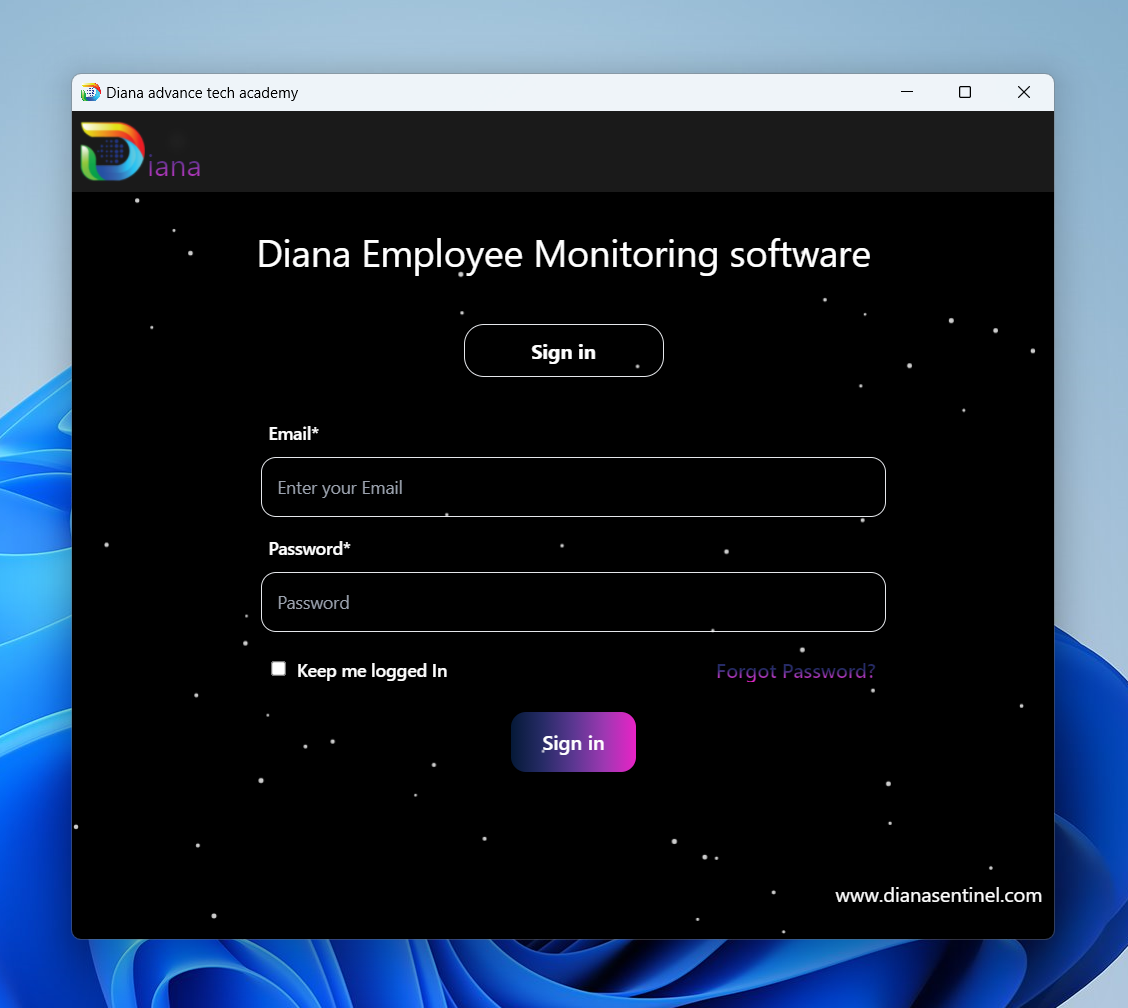 Diana advance tech academy
iana
Diana Employee Monitoring software
Sign in
Email*
Enter your Email
Password*
Password
Keep me logged In
Forgot Password?
Sign in
www.dianasentinel.com